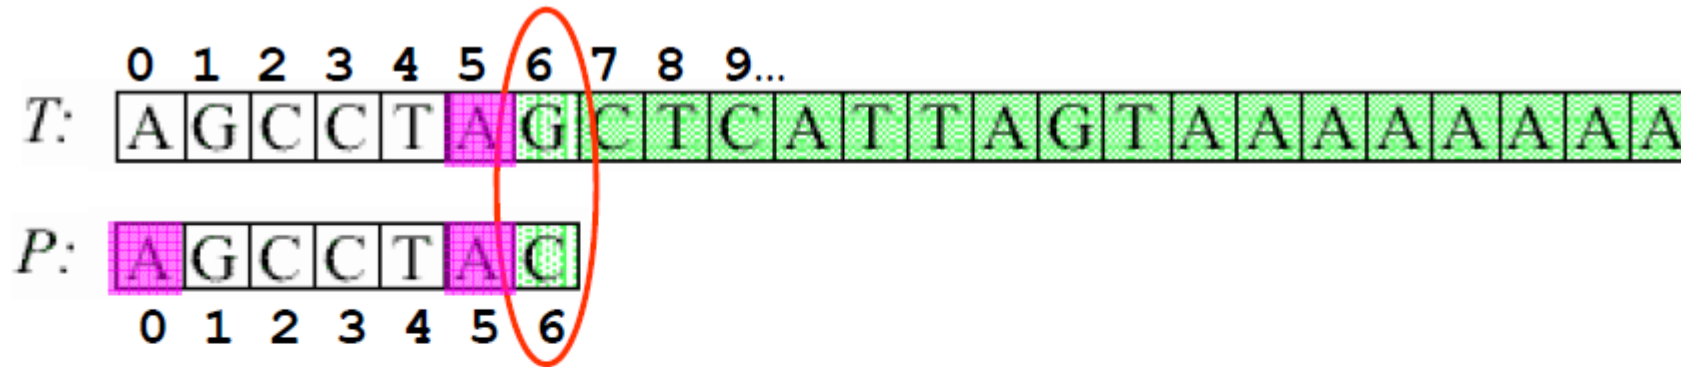 0 1 2 3 4 5 6 7 8 9...
T: A G C C T A G C T C A T T A G T A A A A A A A A
P: A G C C T A C
0 1 2 3 4 5 6